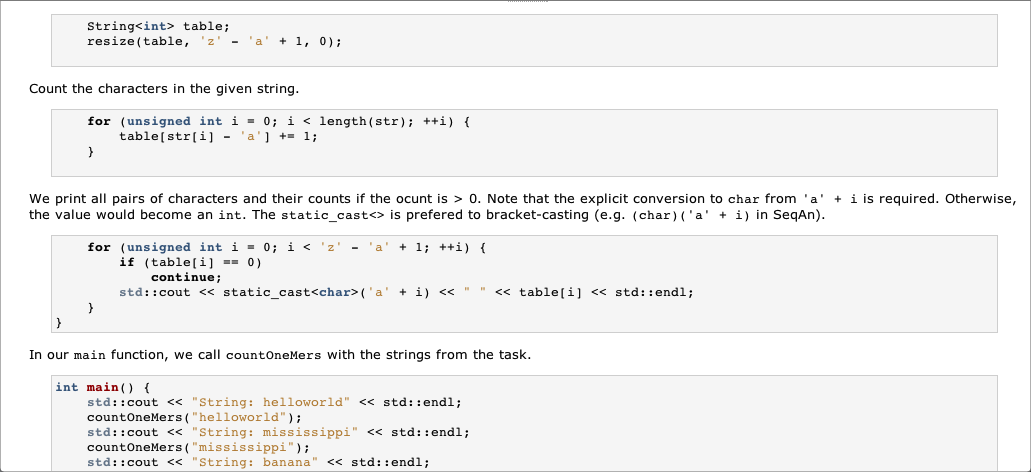 String<int> table;
    resize(table, 'z' - 'a' + 1, 0);
Count the characters in the given string.
    for (unsigned int i = 0; i < length(str); ++i) {
        table[str[i] - 'a'] += 1;
    }
We print all pairs of characters and their counts if the ocunt is > 0. Note that the explicit conversion to char from 'a' + i is required. Otherwise,
the value would become an int. The static_cast<> is prefered to bracket-casting (e.g. (char)('a' + i) in SeqAn).
    for (unsigned int i = 0; i < 'z' - 'a' + 1; ++i) {
        if (table[i] == 0)
            continue;
        std::cout << static_cast<char>('a' + i) << " " << table[i] << std::endl;
    }
}
In our main function, we call countOneMers with the strings from the task.
int main() {
    std::cout << "String: helloworld" << std::endl;
    countOneMers("helloworld");
    std::cout << "String: mississippi" << std::endl;
    countOneMers("mississippi");
    std::cout << "String: banana" << std::endl;